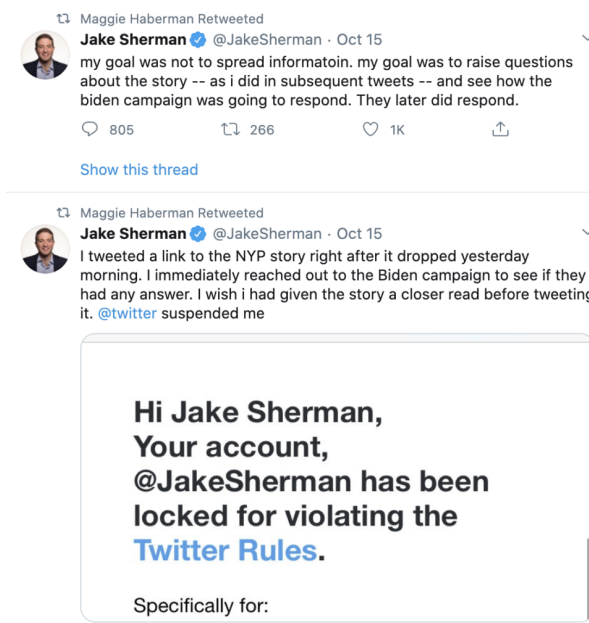 Maggie Haberman Retweeted
Jake Sherman @JakeSherman · Oct 15
my goal was not to spread informatoin. my goal was to raise questions
about the story -- as i did in subsequent tweets -- and see how the
biden campaign was going to respond. They later did respond.
805 266 1K
Show this thread
Maggie Haberman Retweeted
Jake Sherman @JakeSherman · Oct 15
I tweeted a link to the NYP story right after it dropped yesterday
morning. I immediately reached out to the Biden campaign to see if they
had any answer. I wish i had given the story a closer read before tweeting
it. @twitter suspended me
Hi Jake Sherman,
Your account,
@JakeSherman has been
locked for violating the
Twitter Rules.
Specifically for: